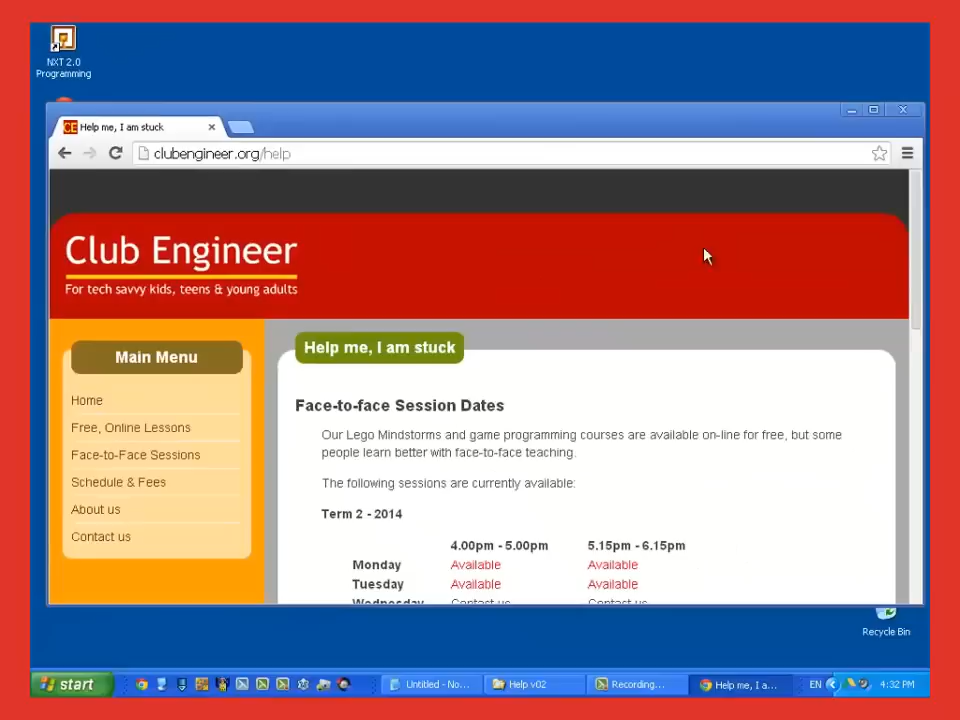 NXT 2.0
Programming
Help me, I am stuck
clubengineer.org/help
Club Engineer
For tech savvy kids, teens & young adults
Main Menu
Home
Free, Online Lessons
Face-to-Face Sessions
Schedule & Fees
About us
Contact us
Help me, I am stuck
Face-to-face Session Dates
Our Lego Mindstorms and game programming courses are available on-line for free, but some
people learn better with face-to-face teaching.
The following sessions are currently available:
Term 2 - 2014
4.00pm - 5.00pm 5.15pm - 6.15pm
Monday Available Available
Tuesday Available Available
Wednesday Contact us Contact us
Recycle Bin
start Untitled - No... Help v02 Recording... Help me, I a... EN 4:32 PM